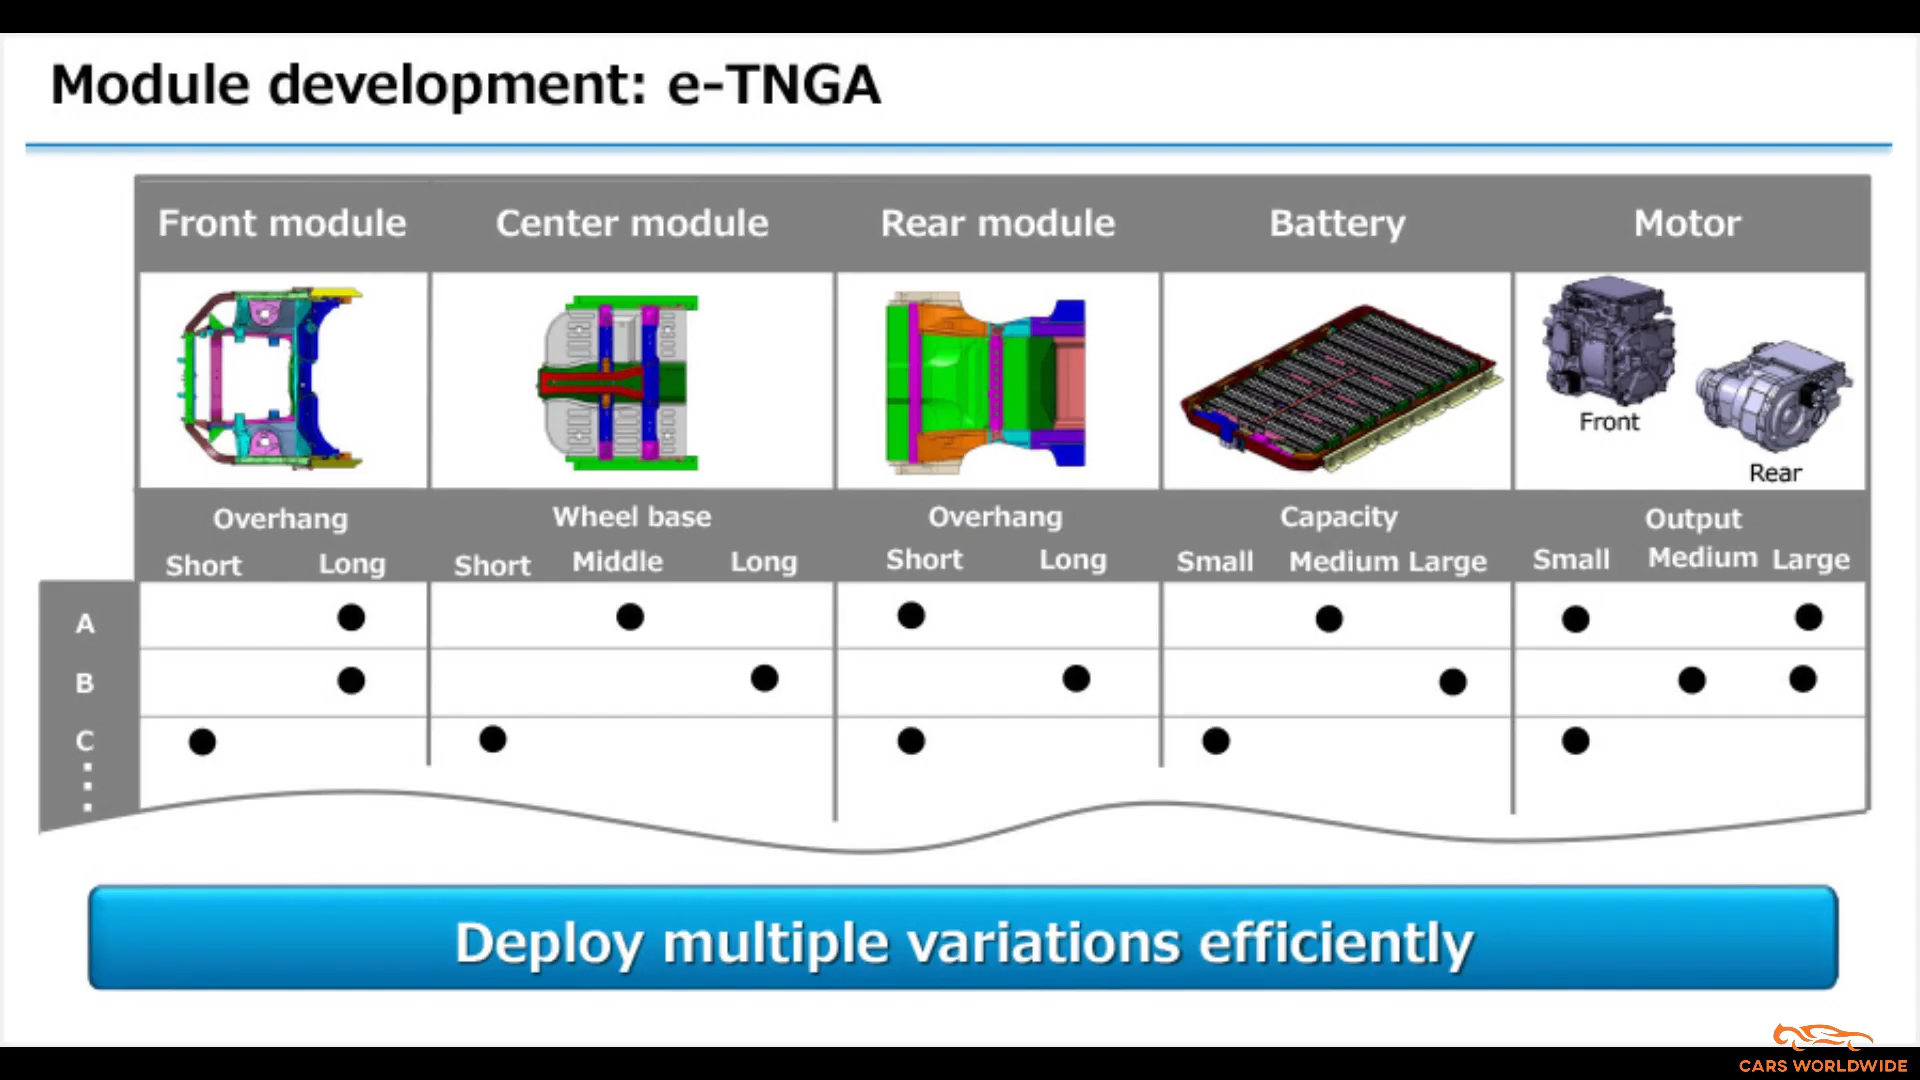 Module development: e-TNGA
Front module Center module Rear module Battery Motor
Front
Rear
Overhang Wheel base Overhang Capacity Output
Short Long Short Middle Long Short Long Small Medium Large Small Medium Large
A
B
C
Deploy multiple variations efficiently
CARS WORLDWIDE